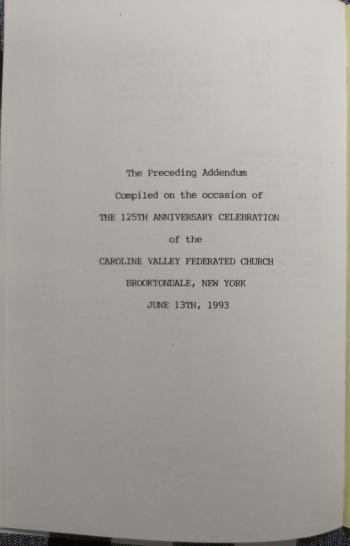 The Preceding Addendum
Compiled on the occasion of
THE 125TH ANNIVERSARY CELEBRATION
of the
CAROLINE VALLEY FEDERATED CHURCH
BROOKTONDALE, NEW YORK
JUNE 13TH, 1993